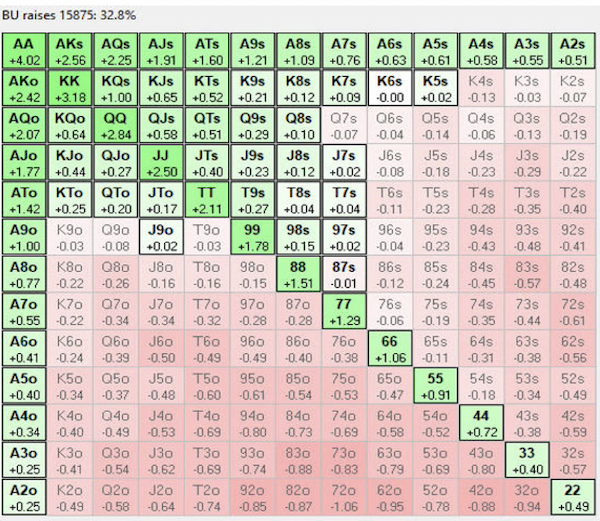 BU raises 15875: 32.8%
AA AKs AQs AJs ATs A9s A8s A7s A6s A5s A4s A3s A2s
+4.02 +2.56 +2.25 +1.91 +1.60 +1.21 +1.09 +0.76 +0.63 +0.61 +0.58 +0.55 +0.51
AKo KK KQs KJs KTs K9s K8s K7s K6s K5s K4s K3s K2s
+2.42 +3.18 +1.00 +0.65 +0.52 +0.21 +0.12 +0.09 -0.00 +0.02 -0.13 -0.03 -0.07
AQo KQo QQ QJs QTs Q9s Q8s Q7s Q6s Q5s Q4s Q3s Q2s
+2.07 +0.64 +2.84 +0.58 +0.51 +0.29 +0.10 -0.07 -0.04 -0.14 -0.06 -0.13 -0.19
AJo KJo QJo JJ JTs J9s J8s J7s J6s J5s J4s J3s J2s
+1.77 +0.44 +0.27 +2.50 +0.40 +0.23 +0.12 +0.02 -0.08 -0.18 -0.23 -0.29 -0.22
ATo KTo QTo JTo TT T9s T8s T7s T6s T5s T4s T3s T2s
+1.42 +0.25 +0.20 +0.17 +2.11 +0.27 +0.04 +0.04 -0.11 -0.23 -0.28 -0.35 -0.40
A9o K9o Q9o J9o T9o 99 98s 97s 96s 95s 94s 93s 92s
+1.00 -0.03 -0.08 +0.02 -0.03 +1.78 +0.15 +0.02 -0.04 -0.23 -0.43 -0.48 -0.41
A8o K8o Q8o J8o T8o 98o 88 87s 86s 85s 84s 83s 82s
+0.77 -0.22 -0.26 -0.16 -0.16 -0.15 +1.51 -0.01 -0.12 -0.24 -0.45 -0.57 -0.48
A7o K7o Q7o J7o T7o 97o 87o 77 76s 75s 74s 73s 72s
+0.55 -0.22 -0.34 -0.34 -0.32 -0.28 -0.28 +1.29 -0.06 -0.19 -0.35 -0.44 -0.61
A6o K6o Q6o J6o T6o 96o 86o 76o 66 65s 64s 63s 62s
+0.41 -0.24 -0.39 -0.50 -0.49 -0.49 -0.40 -0.38 +1.06 -0.11 -0.31 -0.38 -0.56
A5o K5o Q5o J5o T5o 95o 85o 75o 65o 55 54s 53s 52s
+0.40 -0.34 -0.37 -0.48 -0.60 -0.61 -0.54 -0.53 -0.47 +0.91 -0.18 -0.34 -0.49
A4o K4o Q4o J4o T4o 94o 84o 74o 64o 54o 44 43s 42s
+0.34 -0.40 -0.49 -0.53 -0.69 -0.80 -0.73 -0.69 -0.58 -0.52 +0.72 -0.38 -0.59
A3o K3o Q3o J3o T3o 93o 83o 73o 63o 53o 43o 33 32s
+0.25 -0.41 -0.54 -0.62 -0.69 -0.74 -0.88 -0.83 -0.79 -0.69 -0.80 +0.40 -0.57
A2o K2o Q2o J2o T2o 92o 82o 72o 62o 52o 42o 32o 22
+0.25 -0.49 -0.58 -0.64 -0.74 -0.85 -0.87 -1.06 -0.95 -0.78 -0.88 -0.94 +0.49